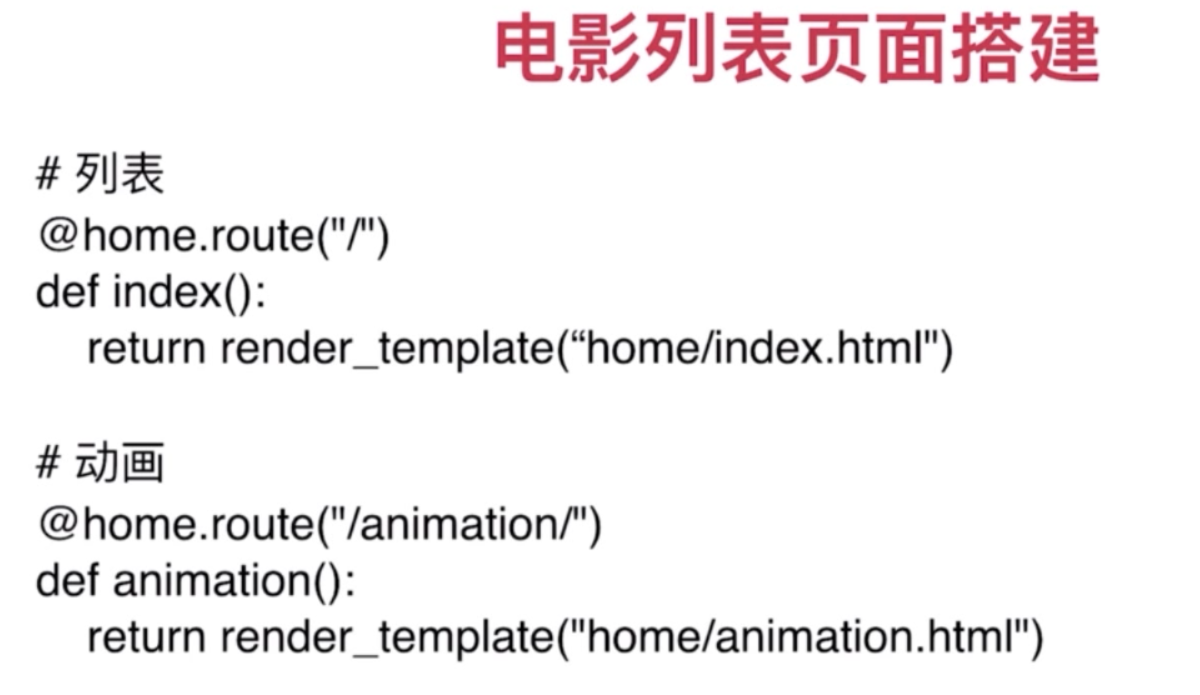 电影列表页面搭建
# 列表
@home.route("/")
def index():
    return render_template(“home/index.html")
# 动画
@home.route("/animation/")
def animation():
    return render_template("home/animation.html")